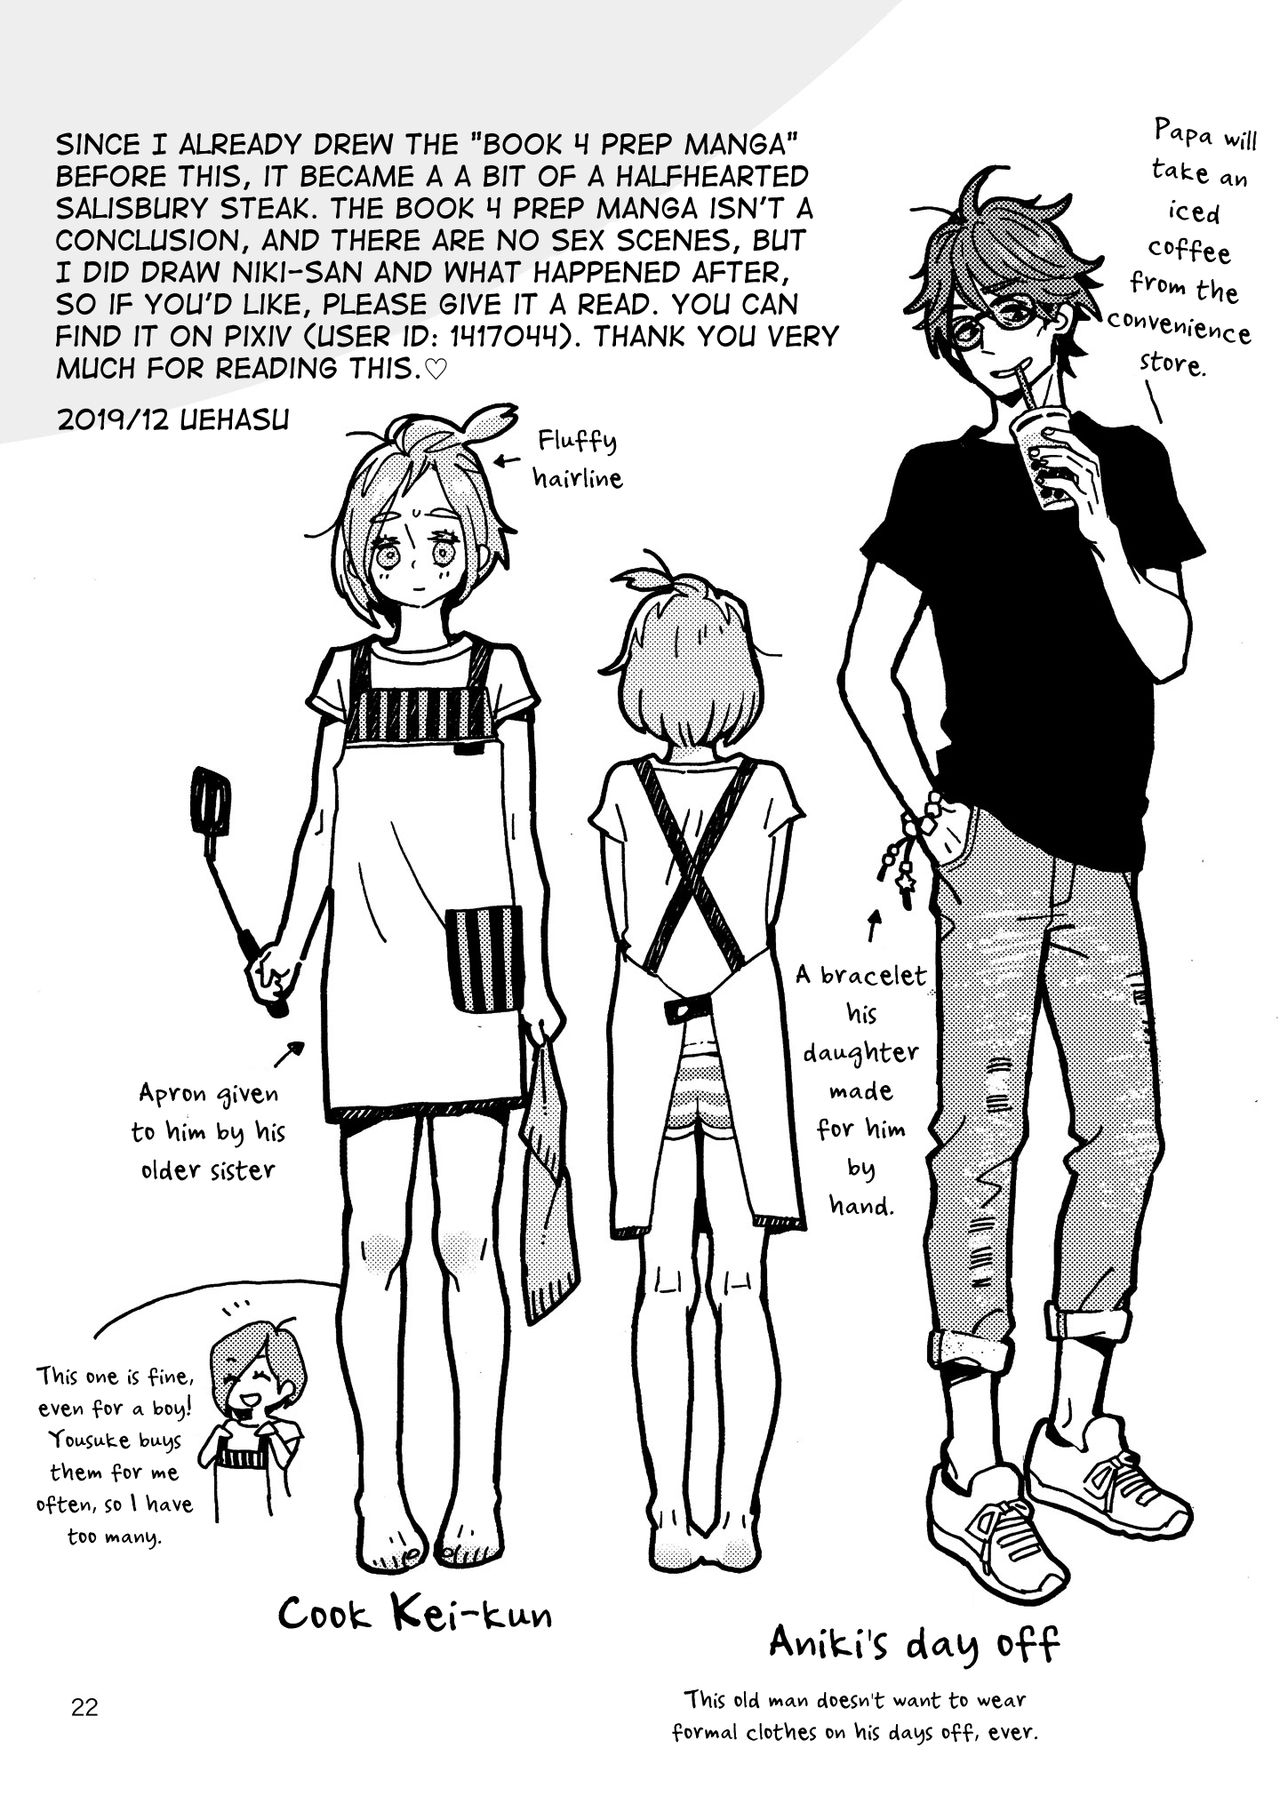 SINCE I ALREADY DREW THE "BOOK 4 PREP MANGA"
BEFORE THIS, IT BECAME A A BIT OF A HALFHEARTED
SALISBURY STEAK. THE BOOK 4 PREP MANGA ISN'T A
CONCLUSION, AND THERE ARE NO SEX SCENES, BUT
I DID DRAW NIKI-SAN AND WHAT HAPPENED AFTER,
SO IF YOU'D LIKE, PLEASE GIVE IT A READ. YOU CAN
FIND IT ON PIXIV (USER ID: 1417044). THANK YOU VERY
MUCH FOR READING THIS.♡
2019/12 UEHASU
Papa will
take an
iced
coffee
from the
convenience
store.
Fluffy
hairline
A bracelet
his
daughter
made
for him
by
hand.
Apron given
to him by his
older sister
This one is fine,
even for a boy!
Yousuke buys
them for me
often, so I have
too many.
Cook Kei-kun
Aniki's day off
This old man doesn't want to wear
formal clothes on his days off, ever.
22